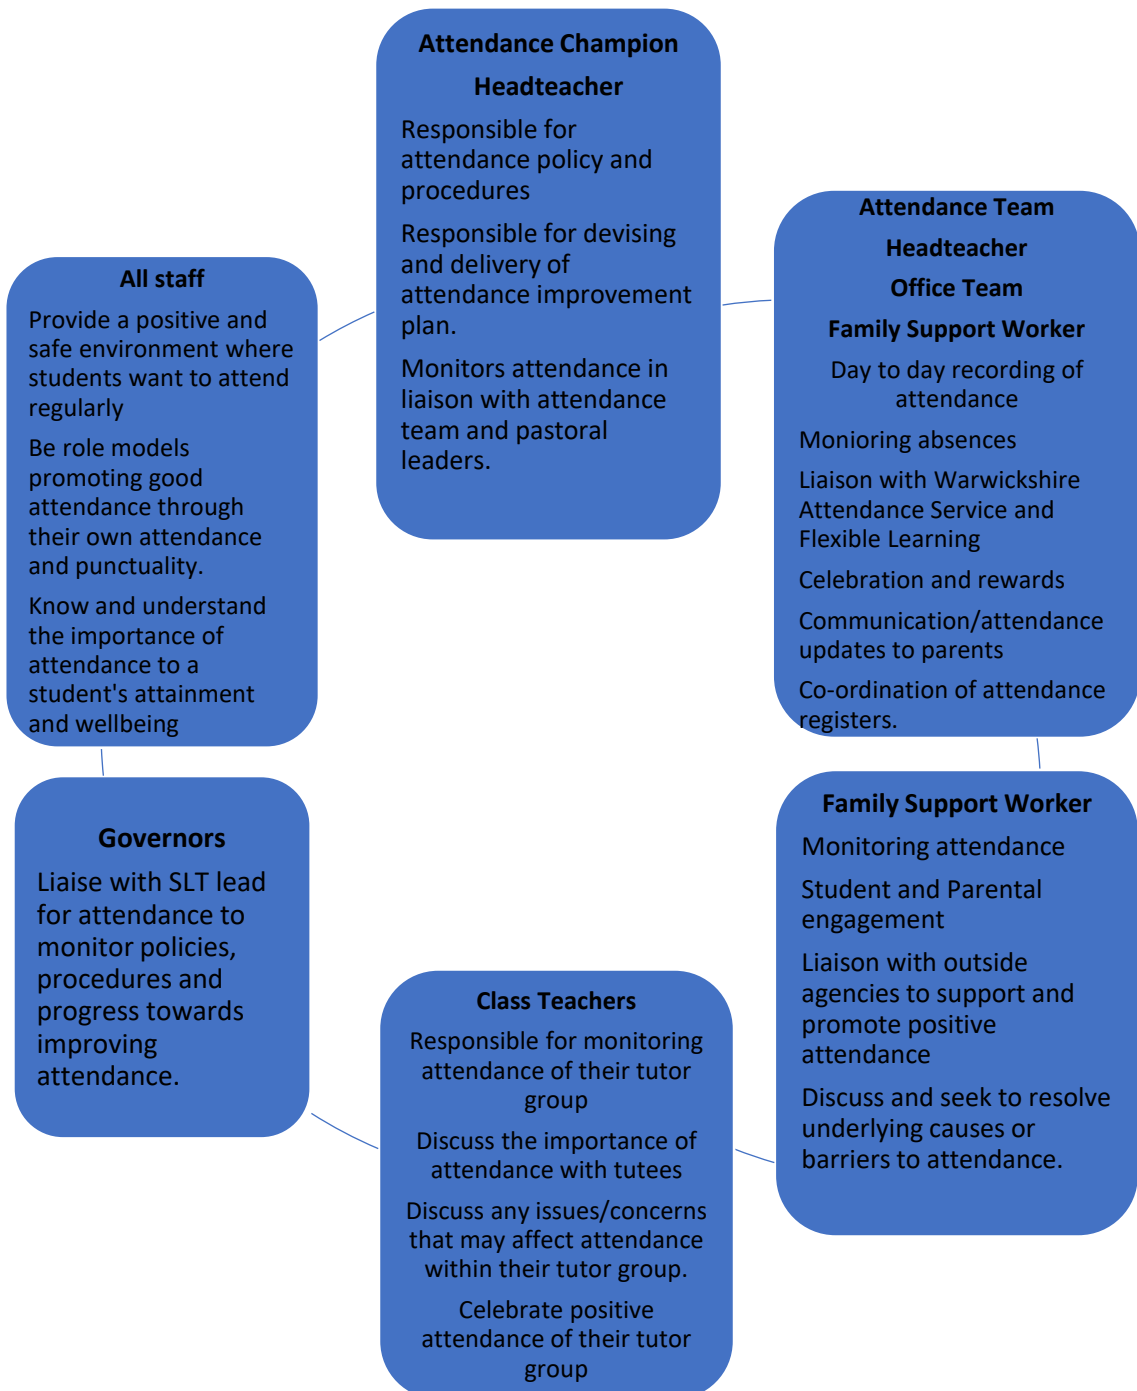 Attendance Champion
Headteacher
Responsible for
attendance policy and
procedures
Responsible for devising
and delivery of
attendance improvement
plan.
Monitors attendance in
liaison with attendance
team and pastoral
leaders.
Attendance Team
Headteacher
Office Team
Family Support Worker
Day to day recording of
attendance
Monioring absences
Liaison with Warwickshire
Attendance Service and
Flexible Learning
Celebration and rewards
Communication/attendance
updates to parents
Co-ordination of attendance
registers.
Family Support Worker
Monitoring attendance
Student and Parental
engagement
Liaison with outside
agencies to support and
promote positive
attendance
Discuss and seek to resolve
underlying causes or
barriers to attendance.
Class Teachers
Responsible for monitoring
attendance of their tutor
group
Discuss the importance of
attendance with tutees
Discuss any issues/concerns
that may affect attendance
within their tutor group.
Celebrate positive
attendance of their tutor
group
Governors
Liaise with SLT lead
for attendance to
monitor policies,
procedures and
progress towards
improving
attendance.
All staff
Provide a positive and
safe environment where
students want to attend
regularly
Be role models
promoting good
attendance through
their own attendance
and punctuality.
Know and understand
the importance of
attendance to a
student's attainment
and wellbeing